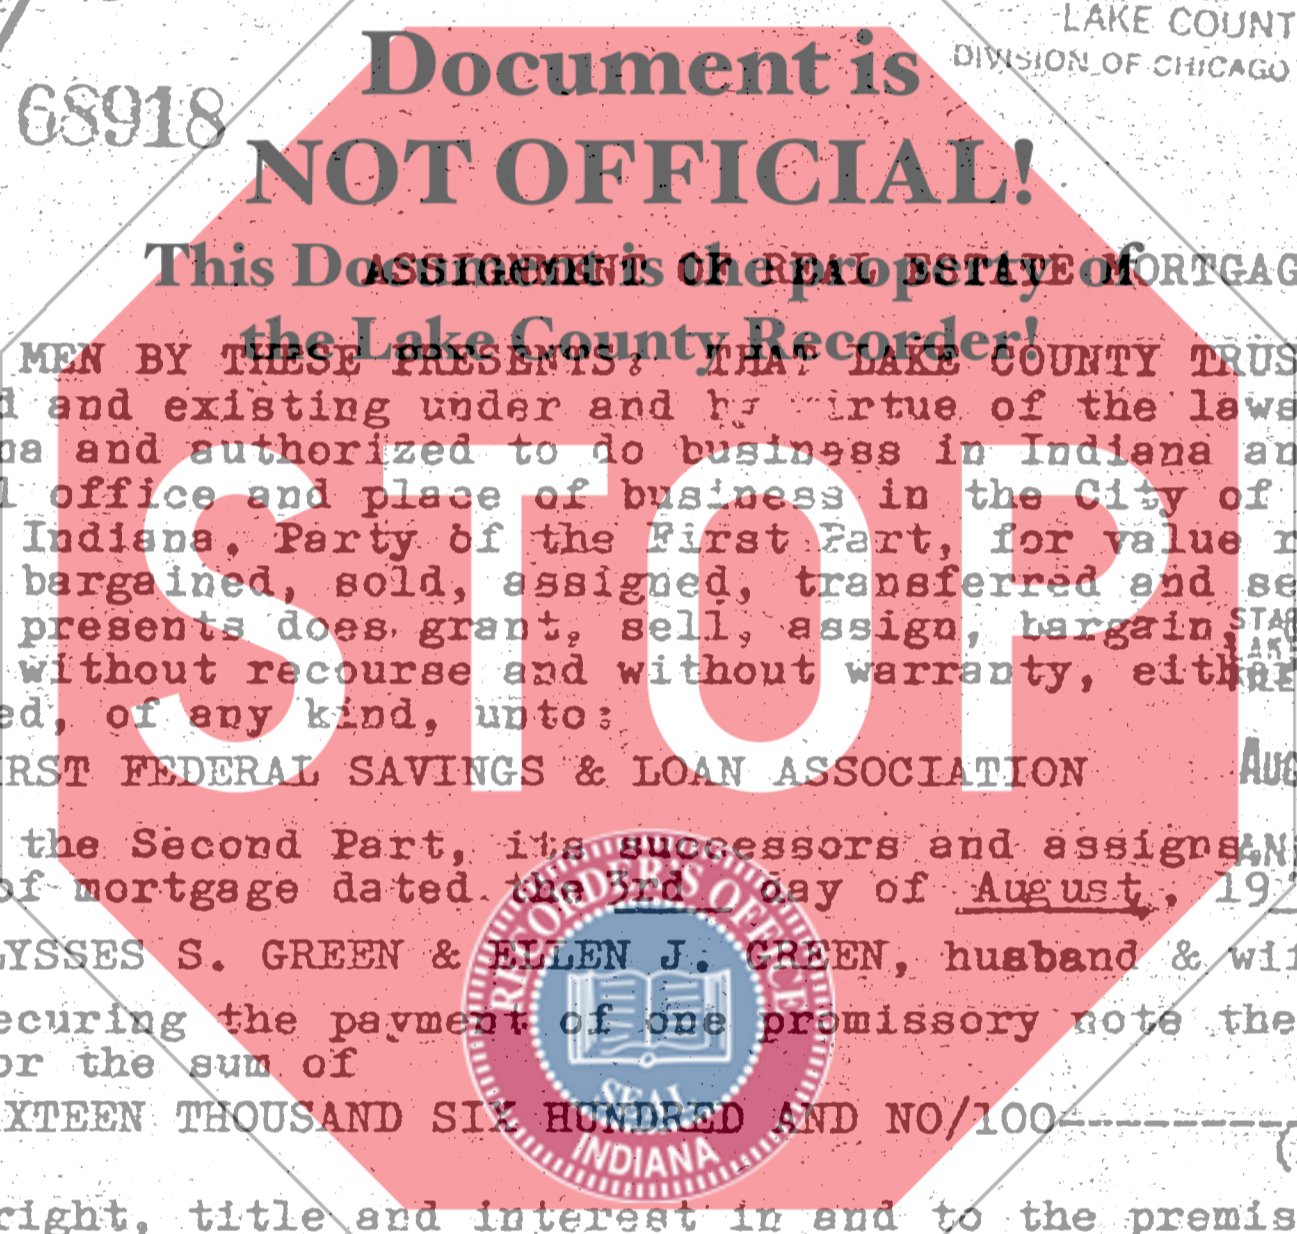 LAKE COUNT
DIVISION OF CHICAGO
68918
Document is
NOT OFFICIAL!
This Document is the property of
the Lake County Recorder!
ASSIGNMENT OF REAL ESTATE MORTGAG
MEN BY THESE PRESENTS: THAT LAKE COUNTY TRUS
d and existing under and by virtue of the laws
na and authorized to do business in Indiana an
l office and place of business in the City of
Indiana, Party of the First Part, for value r
bargained, sold, assigned, transferred and se
presents does grant, sell, assign, bargain,
without recourse and without warranty, either
ed, of any kind, unto:
STOP
IRST FEDERAL SAVINGS & LOAN ASSOCIATION
AUG
the Second Part, its successors and assigns
of mortgage dated the 3rd day of August, 19
LYSSES S. GREEN & ELLEN J. GREEN, husband & wif
ecuring the payment of one promissory note the
or the sum of
IXTEEN THOUSAND SIX HUNDRED AND NO/100-----------
RECORDER'S OFFICE
SEAL
INDIANA
right, title and interest in and to the premis